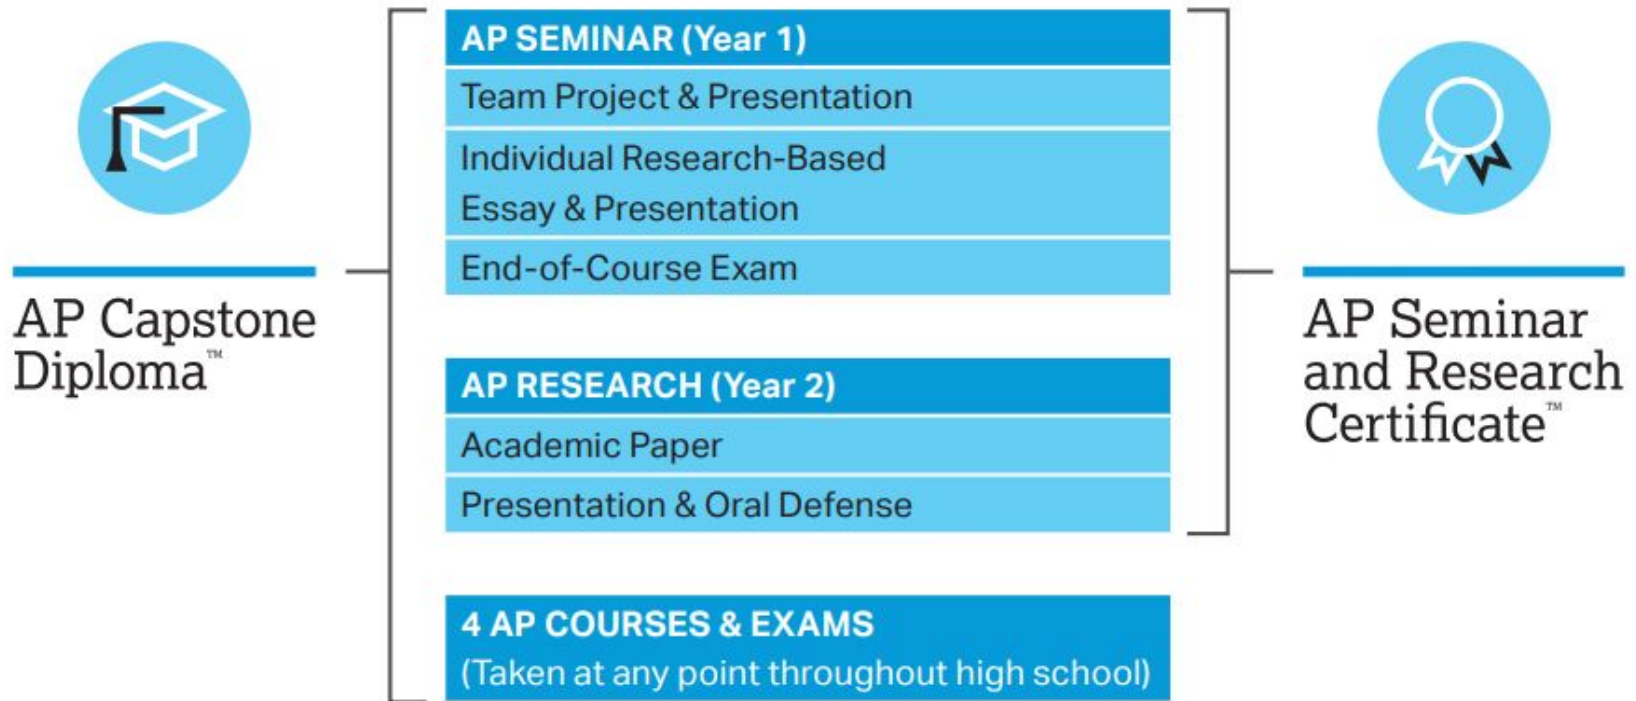 AP Capstone
Diploma™
AP SEMINAR (Year 1)
Team Project & Presentation
Individual Research-Based
Essay & Presentation
End-of-Course Exam
AP RESEARCH (Year 2)
Academic Paper
Presentation & Oral Defense
4 AP COURSES & EXAMS
(Taken at any point throughout high school)
AP Seminar
and Research
Certificate™